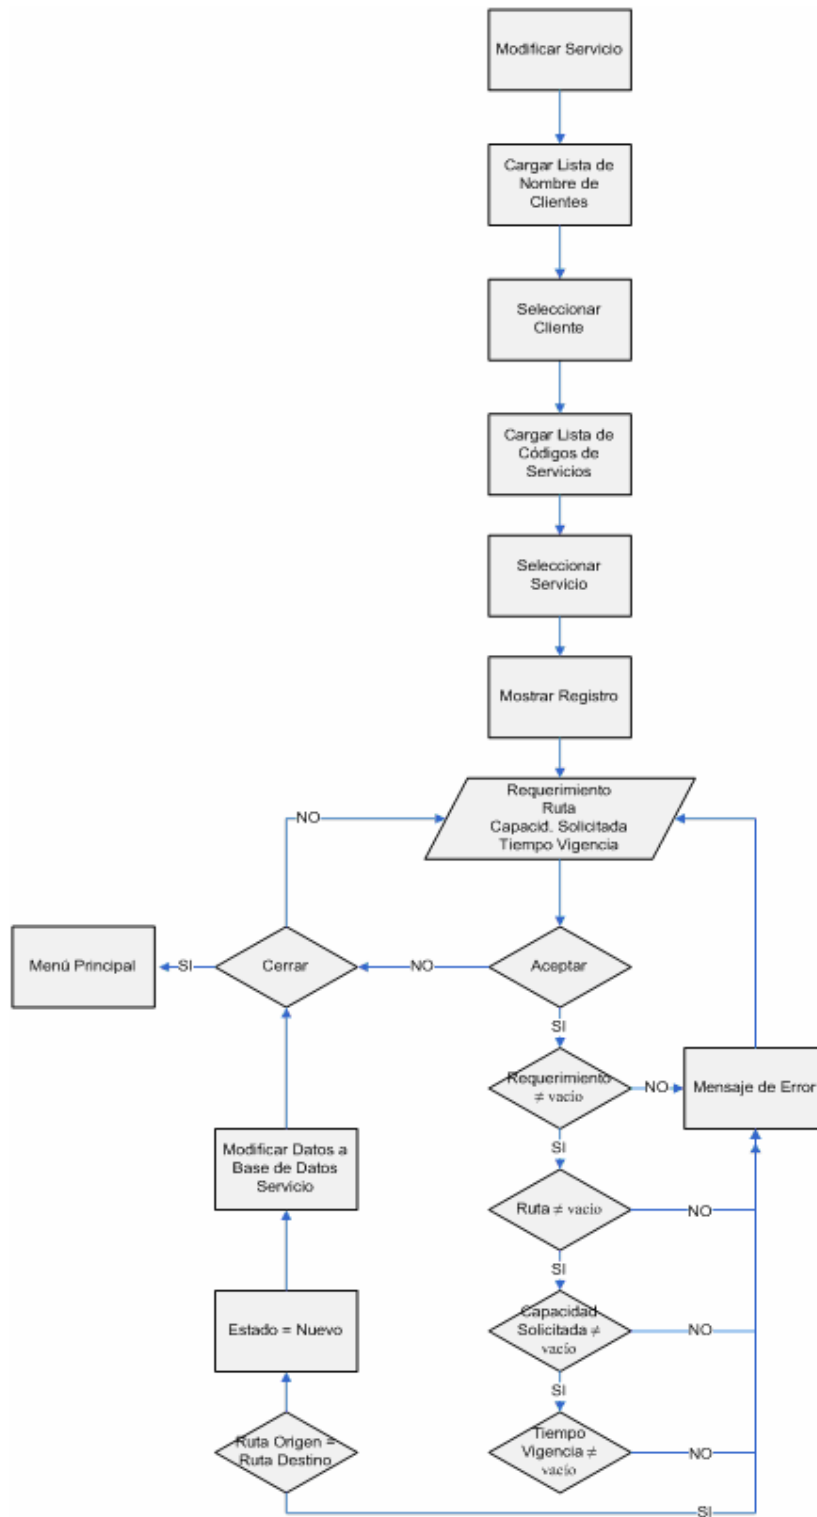 Modificar Servicio
Cargar Lista de
Nombre de
Clientes
Seleccionar
Cliente
Cargar Lista de
Códigos de
Servicios
Seleccionar
Servicio
Mostrar Registro
Requerimiento
Ruta
Capacid. Solicitada
Tiempo Vigencia
NO
Menú Principal
SI
Cerrar
NO
Aceptar
SI
Requerimiento
≠ vacío
NO
Mensaje de Error
SI
Modificar Datos a
Base de Datos
Servicio
Ruta ≠ vacio
NO
SI
Estado = Nuevo
Capacidad
Solicitada ≠
vacío
NO
SI
Ruta Origen =
Ruta Destino
Tiempo
Vigencia ≠
vacío
NO
SI